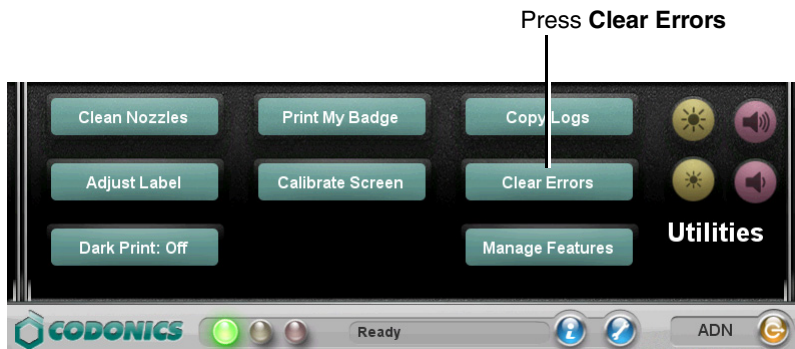 Press Clear Errors
Clean Nozzles
Print My Badge
Copy Logs
Adjust Label
Calibrate Screen
Clear Errors
Dark Print: Off
Manage Features
Utilities
CODONICS
Ready
ADN